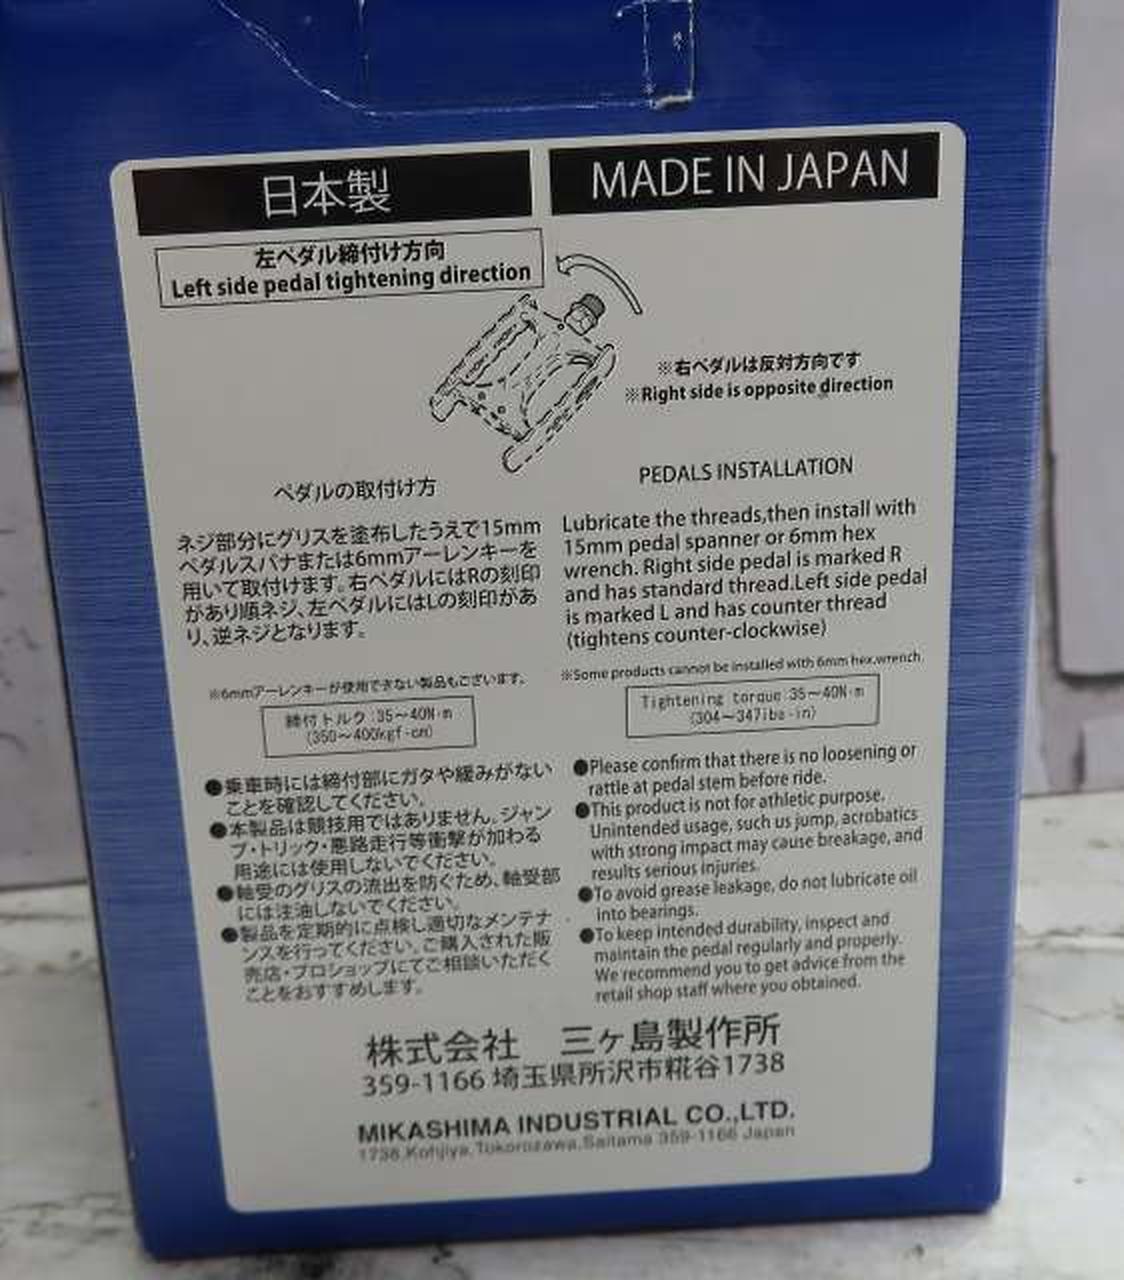 日本製
MADE IN JAPAN
左ペダル締付け方向
Left side pedal tightening direction
※右ペダルは反対方向です
※Right side is opposite direction
ペダルの取付け方
ネジ部分にグリスを塗布したうえで15mm
ペダルスパナまたは6mmアーレンキーを
用いて取付けます。右ペダルにはRの刻印
があり順ネジ、左ペダルにはLの刻印があ
り、逆ネジとなります。
※6mmアーレンキーが使用できない製品もございます。
締付トルク:35～40N·m
(350～400kgf-cm)
●乗車時には締付部にガタや緩みがない
ことを確認してください。
●本製品は競技用ではありません。ジャン
プ・トリック・悪路走行等衝撃が加わる
用途には使用しないでください。
●軸受のグリスの流出を防ぐため、軸受部
には注油しないでください。
●製品を定期的に点検し適切なメンテナ
ンスを行ってください。ご購入された販
売店・プロショップにてご相談いただく
ことをおすすめします。
PEDALS INSTALLATION
Lubricate the threads,then install with
15mm pedal spanner or 6mm hex
wrench. Right side pedal is marked R
and has standard thread.Left side pedal
is marked L and has counter thread
(tightens counter-clockwise)
※Some products cannot be installed with 6mm hex.wrench.
Tightening torque:35～40N·m
(304～347ibs-in)
●Please confirm that there is no loosening or
rattle at pedal stem before ride.
●This product is not for athletic purpose.
Unintended usage, such us jump, acrobatics
with strong impact may cause breakage, and
results serious injuries.
●To avoid grease leakage, do not lubricate oil
into bearings.
●To keep intended durability, inspect and
maintain the pedal regularly and properly.
We recommend you to get advice from the
retail shop staff where you obtained.
株式会社 三ヶ島製作所
359-1166 埼玉県所沢市糀谷1738
MIKASHIMA INDUSTRIAL CO.,LTD.
1738,Kohjiya,Tokorozawa,Saitama 359-1166 Japan